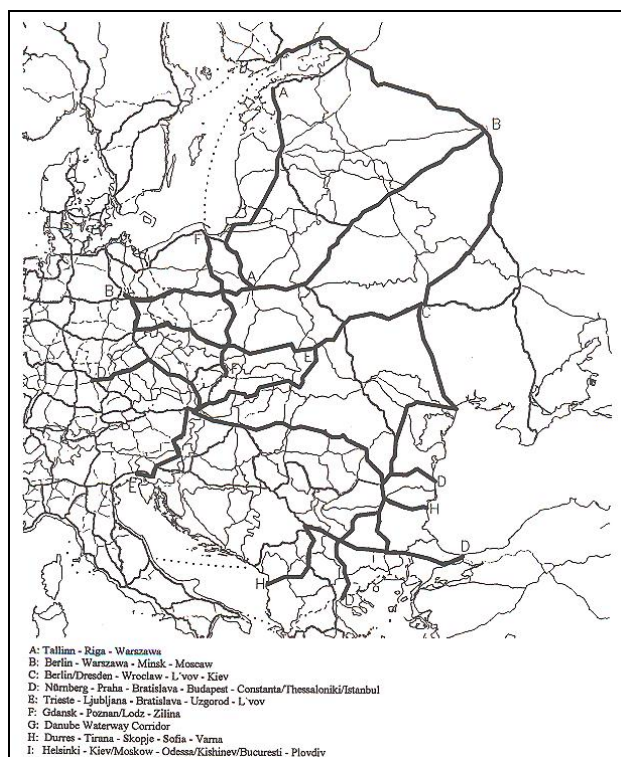 A
B
F
A
B
C
E
F
D
E
H
D
H
D
A: Tallinn - Riga - Warszawa
B: Berlin - Warszawa - Minsk - Moscaw
C: Berlin/Dresden - Wroclaw - L`vov - Kiev
D: Nürnberg - Praha - Bratislava - Budapest - Constanta/Thessaloniki/Istanbul
E: Trieste - Ljubljana - Bratislava - Uzgorod - L`vov
F: Gdansk - Poznan/Lodz - Zilina
G: Danube Waterway Corridor
H: Durres - Tirana - Skopje - Sofia - Varna
I: Helsinki - Kiev/Moskow - Odessa/Kishinev/Bucuresti - Plovdiv